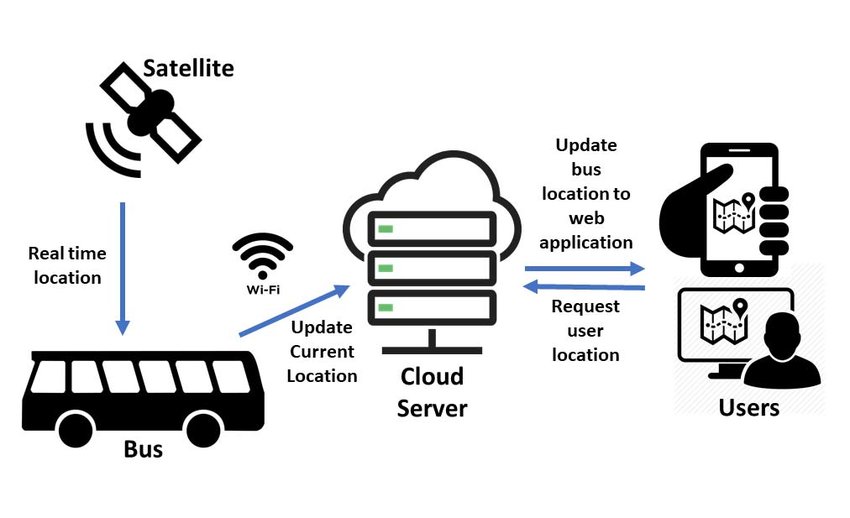 Satellite
Real time
location
Wi-Fi
Update
Current
Location
Bus
Cloud
Server
Update
bus
location to
web
application
Request
user
location
Users